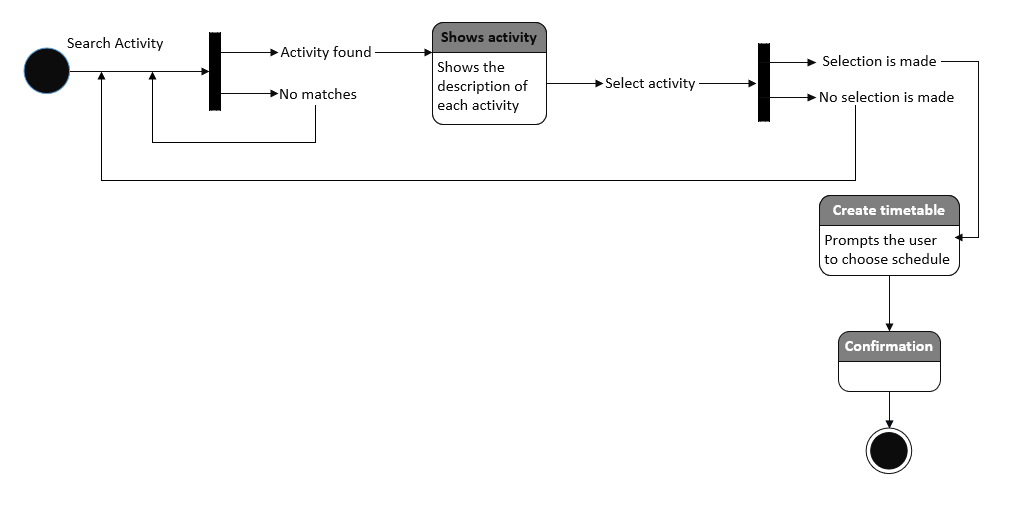 Search Activity
Activity found
No matches
Shows activity
Shows the
description of
each activity
Select activity
Selection is made
No selection is made
Create timetable
Prompts the user
to choose schedule
Confirmation